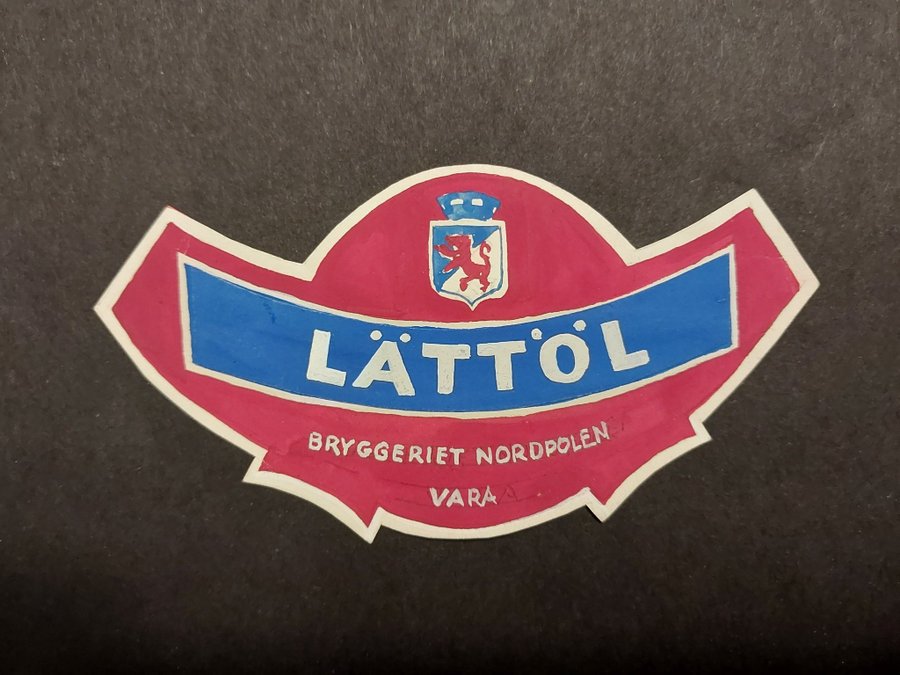 LÄTTÖL
BRYGGERIET NORDPOLEN
VARA